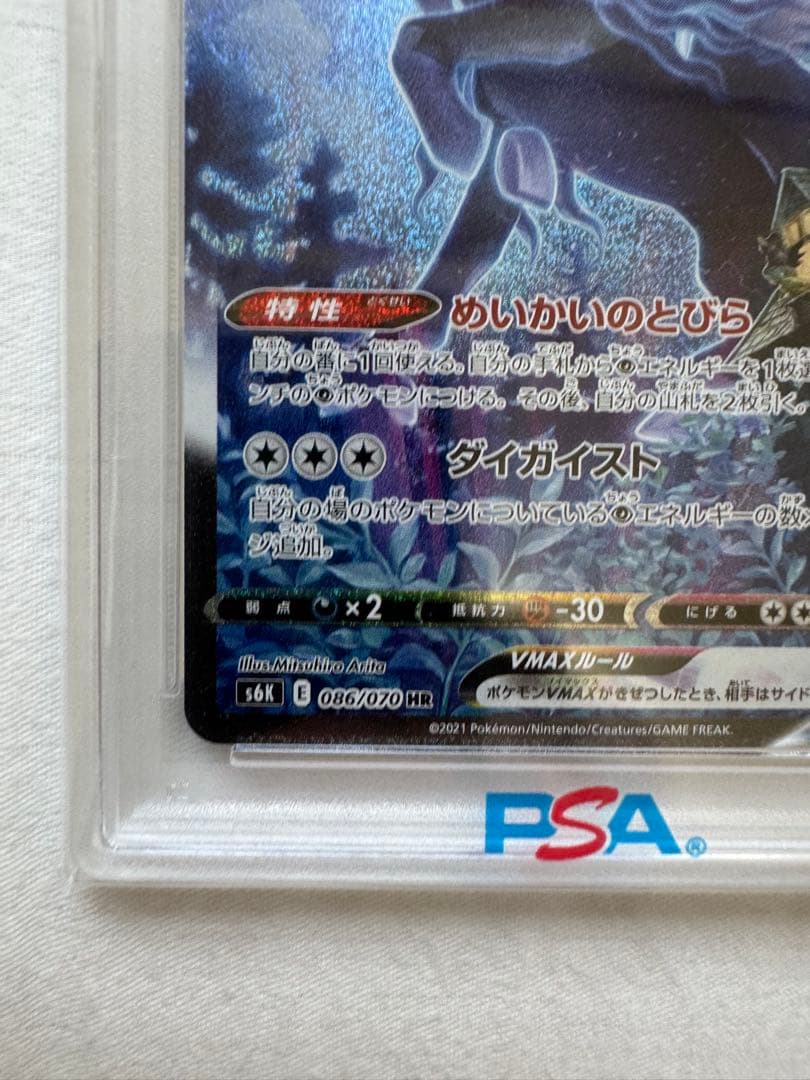 特性 とくせい めいかいのとびら
自分の番に1回使える。自分の手札からエネルギーを1枚
ンチのポケモンにつける。その後、自分の山札を2枚引く。
ダイガイスト
自分の場のポケモンについているエネルギーの数
ジ追加。
弱点 ×2 抵抗力 -30 にげる
Illus. Mitsuhiro Arita VMAXルール
s6K E 086/070 HR ポケモンVMAXがきぜつしたとき、相手はサイド
©2021 Pokémon/Nintendo/Creatures/GAME FREAK.
PSA®